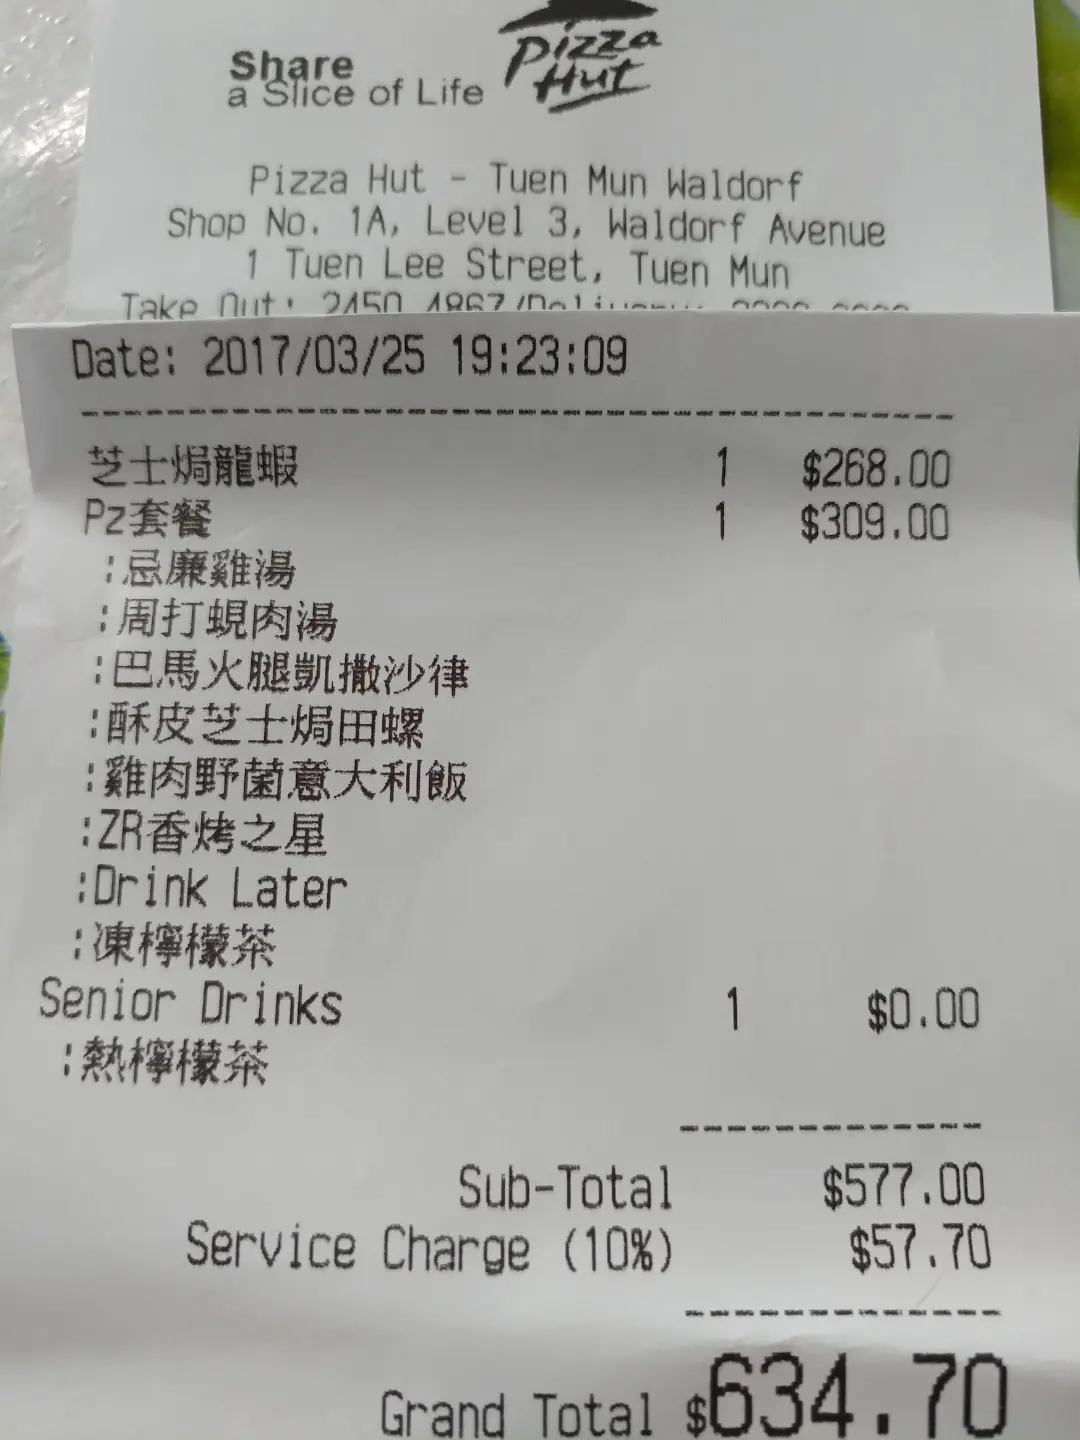 Share
a Slice of Life
Pizza
Hut
Pizza Hut - Tuen Mun Waldorf
Shop No. 1A, Level 3, Waldorf Avenue
1 Tuen Lee Street, Tuen Mun
Take Out: 2450 4867/Delivery:
Date: 2017/03/25 19:23:09
芝士焗龍蝦 1 $268.00
Pz套餐 1 $309.00
:忌廉雞湯
:周打蜆肉湯
:巴馬火腿凱撒沙律
:酥皮芝士焗田螺
:雞肉野菌意大利飯
:ZR香烤之星
:Drink Later
:凍檸檬茶
Senior Drinks 1 $0.00
:熱檸檬茶
Sub-Total $577.00
Service Charge (10%) $57.70
Grand Total $634.70